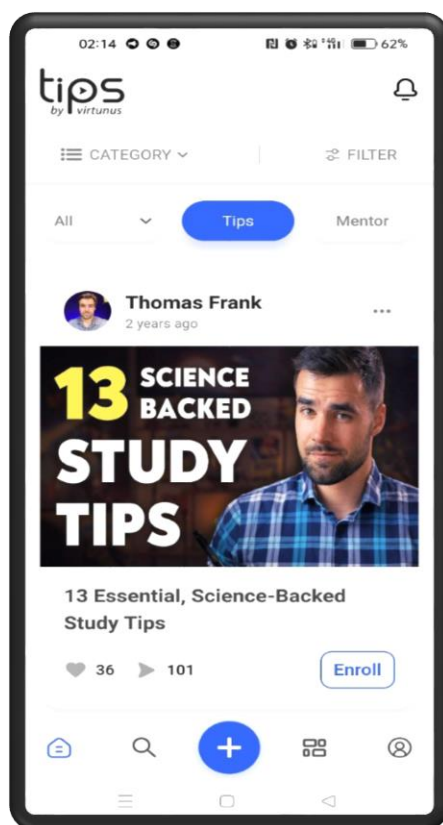 02:14
62%
tips
by virtunus
CATEGORY
FILTER
All
Tips
Mentor
Thomas Frank
2 years ago
13 SCIENCE
BACKED
STUDY
TIPS
13 Essential, Science-Backed
Study Tips
36
101
Enroll